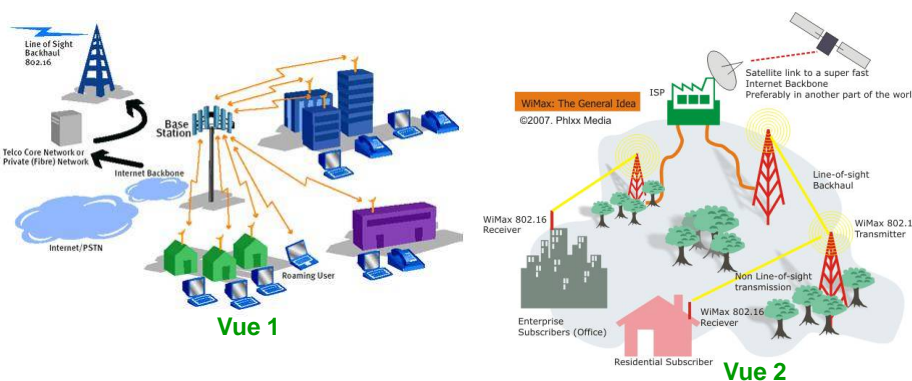 Line of Sight
Backhaul
802.16
Base
Station
Telco Core Network or
Private (Fibre) Network
Internet Backbone
Internet/PSTN
Roaming User
Vue 1
Satellite link to a super fast
Internet Backbone
Preferably in another part of the worl
ISP
WiMax: The General Idea
©2007. Phlxx Media
Line-of-sight
Backhaul
WiMax 802.16
Receiver
WiMax 802.1
Transmitter
Non Line-of-sight
transmission
WiMax 802.16
Reciever
Enterprise
Subscribers (Office)
Residential Subscriber
Vue 2